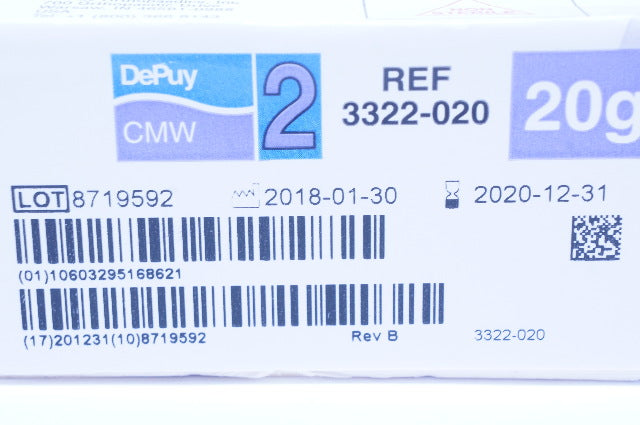 DePuy
CMW
2
REF
3322-020
20g
LOT 8719592
2018-01-30
2020-12-31
(01)10603295168621
(17)201231(10)8719592
Rev B
3322-020